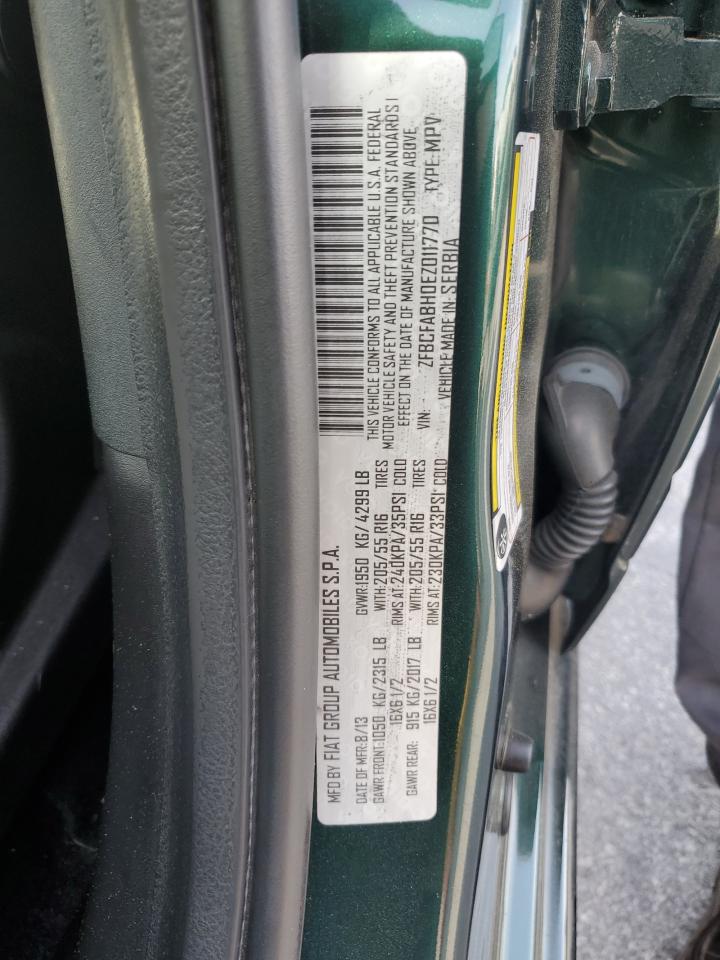 MFD BY FIAT GROUP AUTOMOBILES S.P.A.
DATE OF MFR: 8/13 GVWR: 1950 KG/4299 LB
GAWR FRONT: 1050 KG/2315 LB WITH: 205/55 R16 TIRES
16X6 1/2 RIMS AT: 240KPA/35PSI COLD
GAWR REAR: 915 KG/2017 LB WITH: 205/55 R16 TIRES
16X6 1/2 RIMS AT: 230KPA/33PSI COLD
THIS VEHICLE CONFORMS TO ALL APPLICABLE U.S.A. FEDERAL
MOTOR VEHICLE SAFETY AND THEFT PREVENTION STANDARDS I
EFFECT ON THE DATE OF MANUFACTURE SHOWN ABOVE
VIN: ZFBCFABH0EZ011770 TYPE: MPV
VEHICLE MADE IN: SERBIA